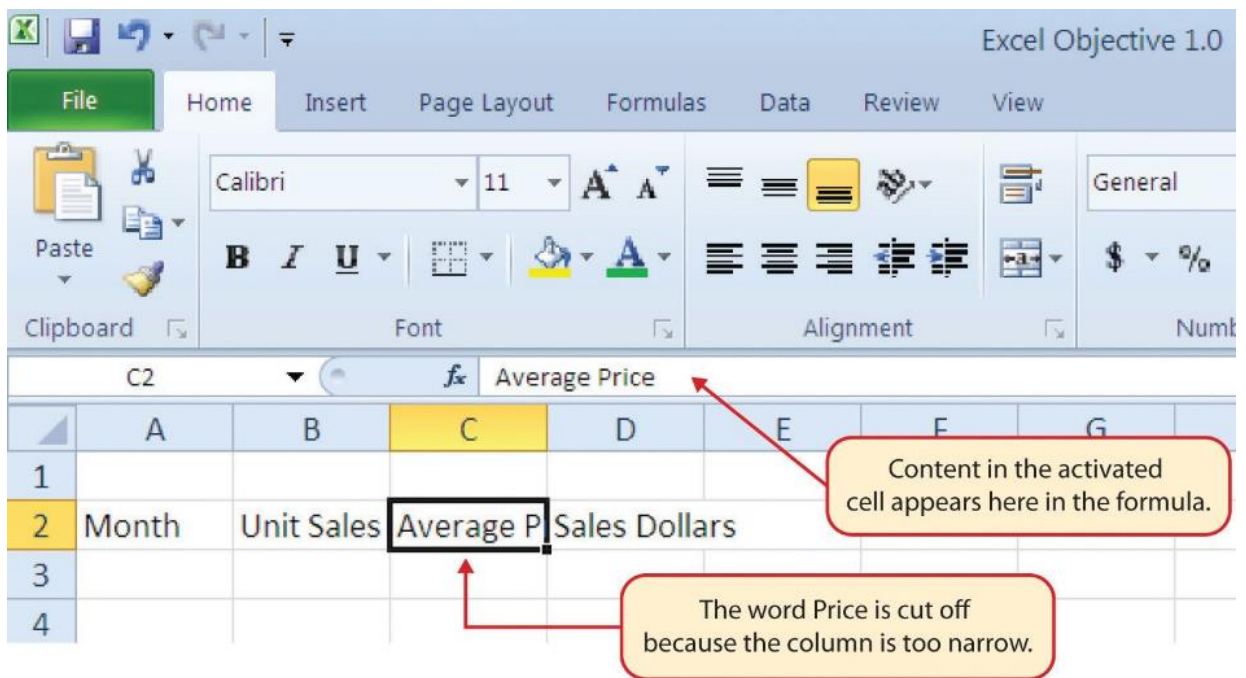 Excel Objective 1.0
File Home Insert Page Layout Formulas Data Review View
Calibri 11 A A General
Paste B I U A a $ %
Clipboard Font Alignment Numb
C2 fx Average Price
A B C D E F G
1
2 Month Unit Sales Average P Sales Dollars
3
4
Content in the activated
cell appears here in the formula.
The word Price is cut off
because the column is too narrow.